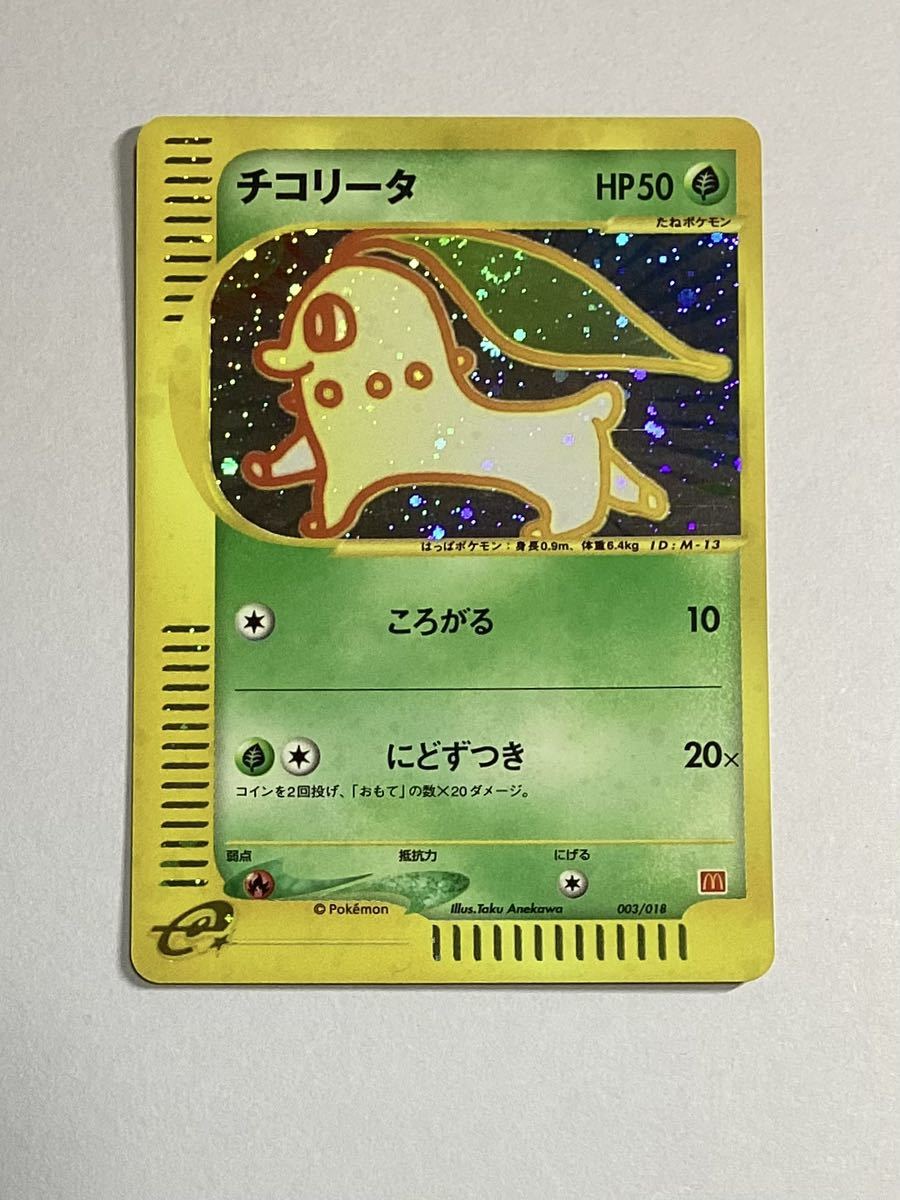 チコリータ HP50
たねポケモン
はっぱポケモン：身長0.9m、体重6.4kg ID:M-13
ころがる 10
にどずつき 20×
コインを2回投げ、「おもて」の数×20ダメージ。
弱点 抵抗力 にげる
© Pokémon Illus.Taku Anekawa 003/018